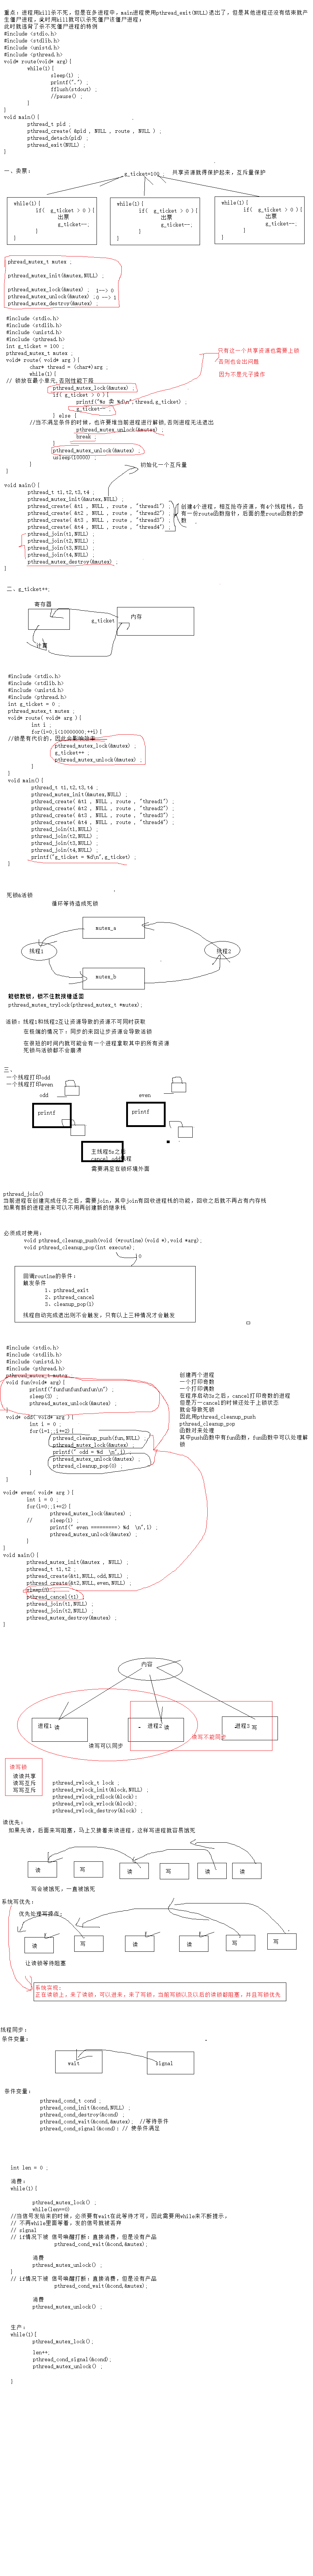 重点：进程用kill杀不死，但是在多进程中，main进程使用pthread_exit(NULL)退出了，但是其他进程还没有结束就产
生僵尸进程，此时用kill就可以杀死僵尸送僵尸进程；
此时就违背了杀不死僵尸进程的特例
#include <stdio.h>
#include <stdlib.h>
#include <unistd.h>
#include <pthread.h>
void* route(void* arg){
while(1){
sleep(1) ;
printf(".") ;
fflush(stdout) ;
//pause() ;
}
}
void main(){
pthread_t pid ;
pthread_create( &pid , NULL , route , NULL ) ;
pthread_detach(pid) ;
pthread_exit(NULL) ;
}
一、卖票：
g_ticket=100 ; 共享资源就得保护起来，互斥量保护
while(1){
if( g_ticket > 0 ){
出票
g_ticket--;
}
}
while(1){
if( g_ticket > 0 ){
出票
g_ticket--;
}
}
while(1){
if( g_ticket > 0 ){
出票
g_ticket--;
}
}
phread_mutex_t mutex ;
pthread_mutex_init(&mutex,NULL) ;
pthread_mutex_lock(&mutex) ; 1--> 0
pthread_mutex_unlock(&mutex) ; 0 --> 1
pthread_mutex_destroy(&mutex) ;
#include <stdio.h>
#include <stdlib.h>
#include <unistd.h>
#include <pthread.h>
int g_ticket = 100 ;
pthread_mutex_t mutex ;
void* route( void* arg ){
char* thread = (char*)arg ;
while(1){
// 锁放在最小单元,否则性能下降
pthread_mutex_lock(&mutex) ;
if( g_ticket > 0 ){
printf("%s 卖 %d\n",thread,g_ticket) ;
g_ticket-- ;
} else {
//当不满足条件的时候，也许要堆当前进程进行解锁,否则进程无法退出
pthread_mutex_unlock(&mutex) ;
break ;
}
pthread_mutex_unlock(&mutex) ;
usleep(10000) ;
}
}
只有这一个共享资源也需要上锁
否则也会出问题
因为不是元子操作
初始化一个互斥量
void main(){
pthread_t t1,t2,t3,t4 ;
pthread_mutex_init(&mutex,NULL) ;
pthread_create( &t1 , NULL , route , "thread1")
pthread_create( &t2 , NULL , route , "thread2")
pthread_create( &t3 , NULL , route , "thread3")
pthread_create( &t4 , NULL , route , "thread4")
pthread_join(t1,NULL) ;
pthread_join(t2,NULL) ;
pthread_join(t3,NULL) ;
pthread_join(t4,NULL) ;
pthread_mutex_destroy(&mutex) ;
}
创建4个进程，相互抢夺资源，有4个线程栈，各
有一份route函数指针，后面的是route函数的参
数
二、g_ticket++,
寄存器
内存
g_ticket
计算
#include <stdio.h>
#include <stdlib.h>
#include <unistd.h>
#include <pthread.h>
int g_ticket = 0 ;
pthread_mutex_t mutex ;
void* route( void* arg ){
int i ;
for(i=0;i<10000000;++i){
//锁是有代价的，因此会影响效率
pthread_mutex_lock(&mutex) ;
g_ticket++ ;
pthread_mutex_unlock(&mutex) ;
}
}
void main(){
pthread_t t1,t2,t3,t4 ;
pthread_mutex_init(&mutex,NULL) ;
pthread_create( &t1 , NULL , route , "thread1") ;
pthread_create( &t2 , NULL , route , "thread2") ;
pthread_create( &t3 , NULL , route , "thread3") ;
pthread_create( &t4 , NULL , route , "thread4") ;
pthread_join(t1,NULL) ;
pthread_join(t2,NULL) ;
pthread_join(t3,NULL) ;
pthread_join(t4,NULL) ;
printf("g_ticket = %d\n",g_ticket) ;
}
死锁&活锁
循环等待造成死锁
mutex_a
线程1
线程2
mutex_b
能锁就锁，锁不住就接着返回
pthread_mutex_trylock(pthread_mutex_t *mutex);
活锁：线程1和线程2互让资源导致的资源不可同时获取
在极端的情况下：同步的来回让步资源会导致活锁
在很短的时间内就可能会有一个进程拿取其中的所有资源
死锁与活锁都不会崩溃
三、
一个线程打印odd
一个线程打印even
odd
even
printf
printf
主线程5s之后
cancel odd线程
需要满足在锁环境外面
pthread_join()
当前进程在创建完成任务之后，需要join，其中join有回收进程栈的功能，回收之后就不再占有内存栈
如果有新的进程进来可以不用再创建新的缝来栈
必须成对使用：
void pthread_cleanup_push(void (*routine)(void *),void *arg);
void pthread_cleanup_pop(int execute);
0
回调routine的条件：
触发条件
1、pthread_exit
2、pthread_cancel
3、cleanup_pop(1)
线程自动完成退出则不会触发，只有以上三种情况才会触发
#include <stdio.h>
#include <stdlib.h>
#include <unistd.h>
#include <pthread.h>
pthread_mutex_t mutex
void fun(void* arg){
printf("funfunfunfunfun\n") ;
sleep(3) ;
pthread_mutex_unlock(&mutex) ;
}
void* odd( void* arg ){
int i = 0 ;
for(i=1;;i+=2){
pthread_cleanup_push(fun,NULL)
pthread_mutex_lock(&mutex) ;
printf(" odd = %d \n",i) ;
pthread_mutex_unlock(&mutex) ;
pthread_cleanup_pop(0) ;
}
}
创建两个进程
一个打印奇数
一个打印偶数
在程序启动5s之后，cancel打印奇数的进程
但是万一cancel的时候还处于上锁状态
就会导致死锁
因此用pthread_cleanup_push
pthread_cleanup_pop
函数对来处理
其中push函数中有fun函数，fun函数中可以处理解
锁
void* even( void* arg ){
int i = 0 ;
for(i=0;;i+=2){
pthread_mutex_lock(&mutex) ;
// sleep(1) ;
printf(" even =========> %d \n",i) ;
pthread_mutex_unlock(&mutex) ;
}
}
void main(){
pthread_mutex_init(&mutex , NULL) ;
pthread_t t1,t2 ;
pthread_create(&t1,NULL,odd,NULL) ;
pthread_create(&t2,NULL,even,NULL) ;
sleep(5) ;
pthread_cancel(t1) ;
pthread_join(t1,NULL) ;
pthread_join(t2,NULL) ;
pthread_mutex_destroy(&mutex) ;
}
内容
进程1 读
进程2 读
进程3 写
读写可以同步
读写不能同步
读写锁
读读共享
读写互斥
写写互斥
pthread_rwlock_t lock ;
pthread_rwlock_init(&lock,NULL) ;
pthread_rwlock_rdlock(&lock);
pthread_rwlock_wrlock(&lock);
pthread_rwlock_destroy(&lock) ;
读优先：
如果先读，后面来写阻塞，马上又接着来读进程，这样写进程就容易饿死
读
写
读
写
读
读
写会被饿死，一直被饿死
系统写优先：
优先处理写操作；
读
写
读
读
写
写
让读锁等待阻塞
系统流程：
正在读锁上，来了读锁，可以进来，来了写锁，当前写锁以及以后的读锁都阻塞，并且写锁优先
线程同步：
条件变量：
wait
signal
条件变量：
pthread_cond_t cond ;
pthread_cond_init(&cond,NULL) ;
pthread_cond_destroy(&cond) ;
pthread_cond_wait(&cond,&mutex) ; //等待条件
pthread_cond_signal(&cond) ; // 使条件满足
int len = 0 ;
消费：
while(1){
pthread_mutex_lock() ;
while(len==0)
//当信号发给来的时候，必须要有wait在此等待才可，因此需要用while来不断提示，
// 不再while里面等着，发的信号就被丢弃
// signal
// if情况下被 信号唤醒打断：直接消费，但是没有产品
pthread_cond_wait(&cond,&mutex);
消费
pthread_mutex_unlock() ;
}
// if情况下被 信号唤醒打断：直接消费，但是没有产品
pthread_cond_wait(&cond,&mutex);
消费
pthread_mutex_unlock() ;
生产：
while(1){
pthread_mutex_lock();
len++;
pthread_cond_signal(&cond);
pthread_mutex_unlock() ;
}